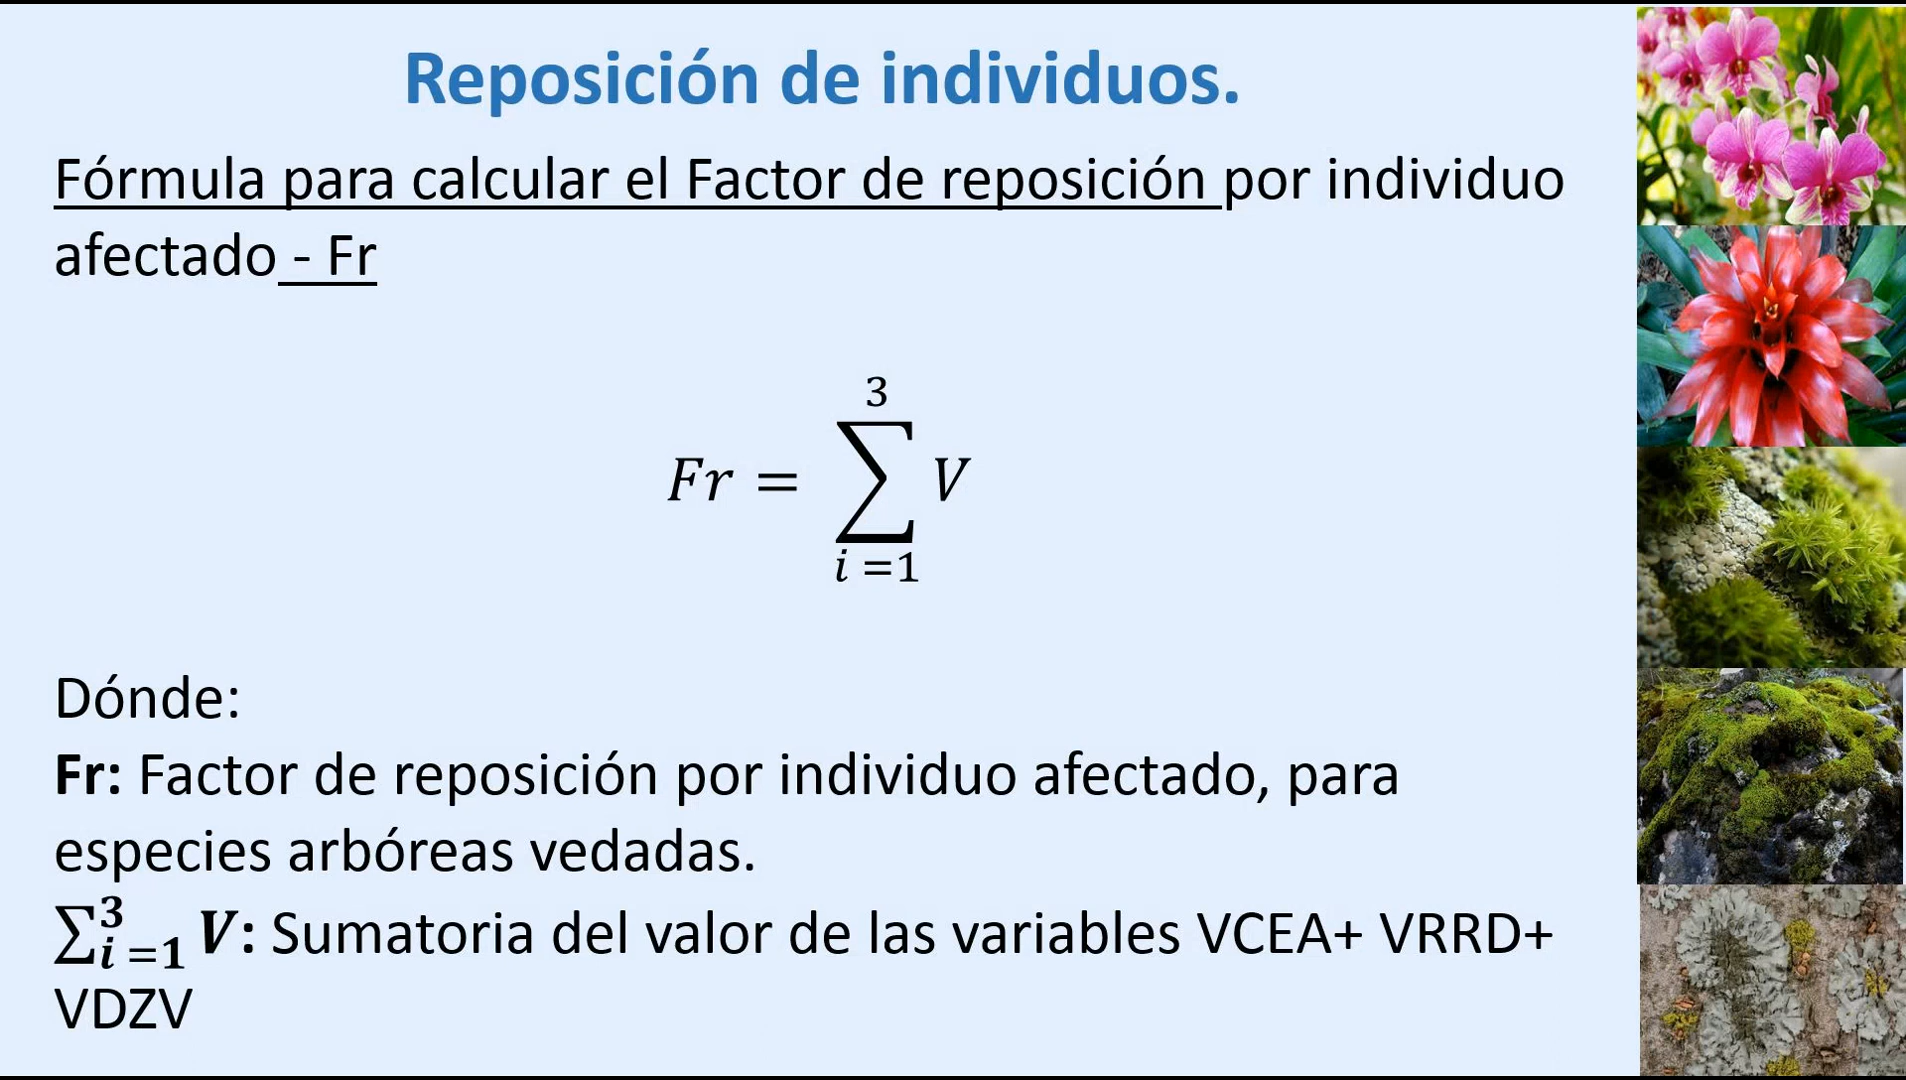 Reposición de individuos.
Fórmula para calcular el Factor de reposición por individuo
afectado - Fr
3
Fr = ∑ V
i =1
Dónde:
Fr: Factor de reposición por individuo afectado, para
especies arbóreas vedadas.
∑³ᵢ ₌₁ V: Sumatoria del valor de las variables VCEA+ VRRD+
VDZV